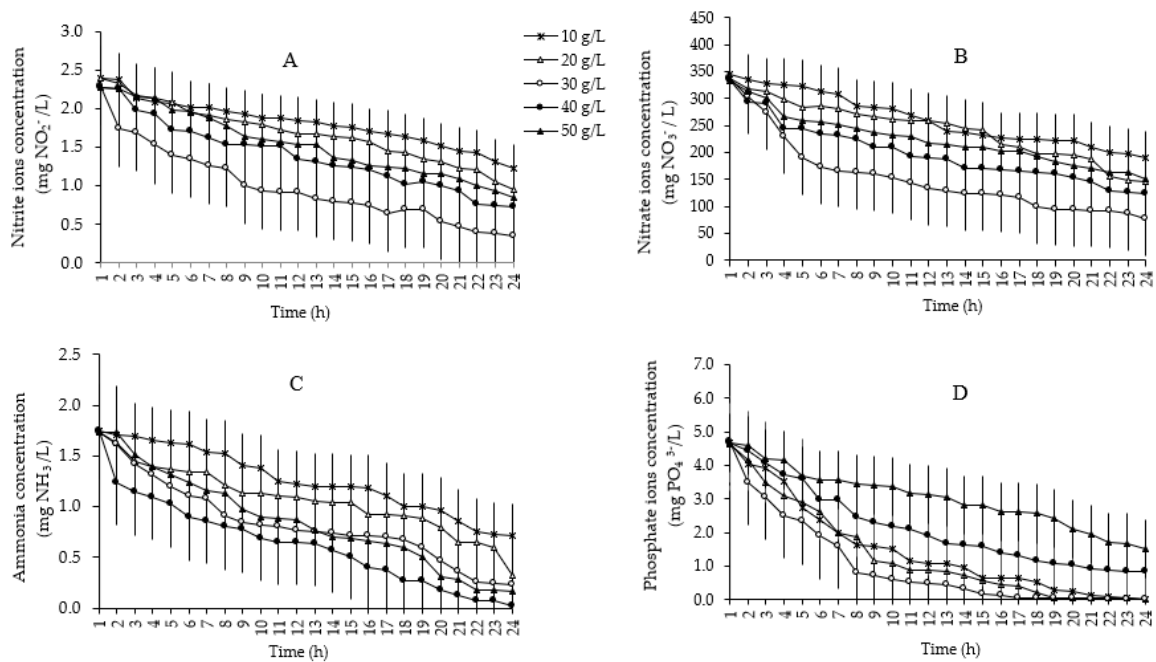 A
Nitrite ions concentration
(mg NO₂⁻/L)
3.0
2.5
2.0
1.5
1.0
0.5
0.0
1 2 3 4 5 6 7 8 9 10 11 12 13 14 15 16 17 18 19 20 21 22 23 24
Time (h)
10 g/L
20 g/L
30 g/L
40 g/L
50 g/L
B
Nitrate ions concentration
(mg NO₃⁻/ L)
450
400
350
300
250
200
150
100
50
0
1 2 3 4 5 6 7 8 9 10 11 12 13 14 15 16 17 18 19 20 21 22 23 24
Time (h)
C
Ammonia concentration
(mg NH₃/L)
2.5
2.0
1.5
1.0
0.5
0.0
1 2 3 4 5 6 7 8 9 10 11 12 13 14 15 16 17 18 19 20 21 22 23 24
Time (h)
D
Phosphate ions concentration
(mg PO₄ ³⁻/L)
7.0
6.0
5.0
4.0
3.0
2.0
1.0
0.0
1 2 3 4 5 6 7 8 9 10 11 12 13 14 15 16 17 18 19 20 21 22 23 24
Time (h)